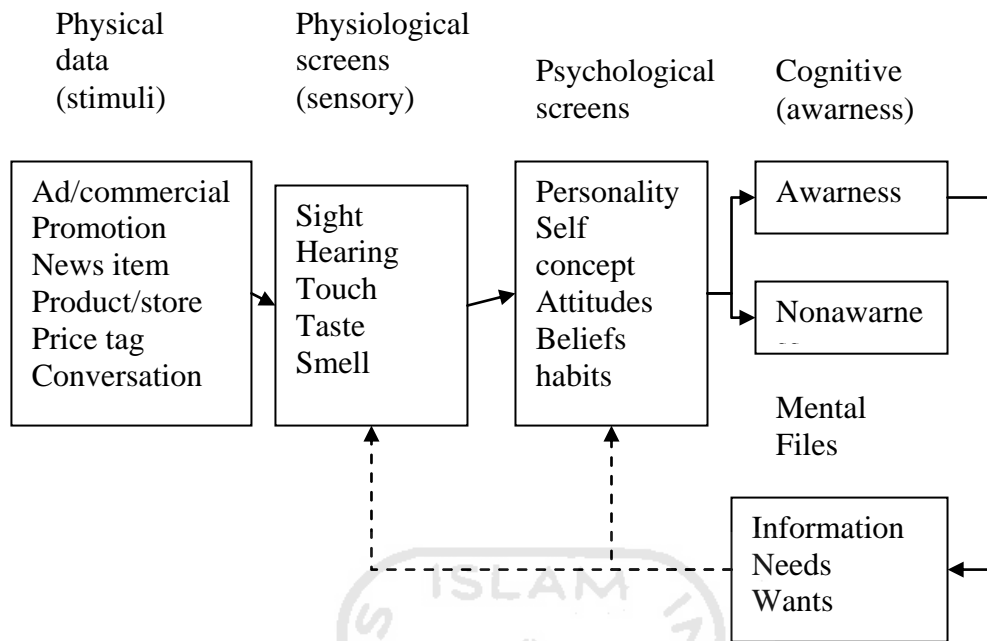 Physical
data
(stimuli)
Physiological
screens
(sensory)
Psychological
screens
Cognitive
(awarness)
Ad/commercial
Promotion
News item
Product/store
Price tag
Conversation
Sight
Hearing
Touch
Taste
Smell
Personality
Self
concept
Attitudes
Beliefs
habits
Awarness
Nonawarne
Mental
Files
Information
Needs
Wants
ISLAM